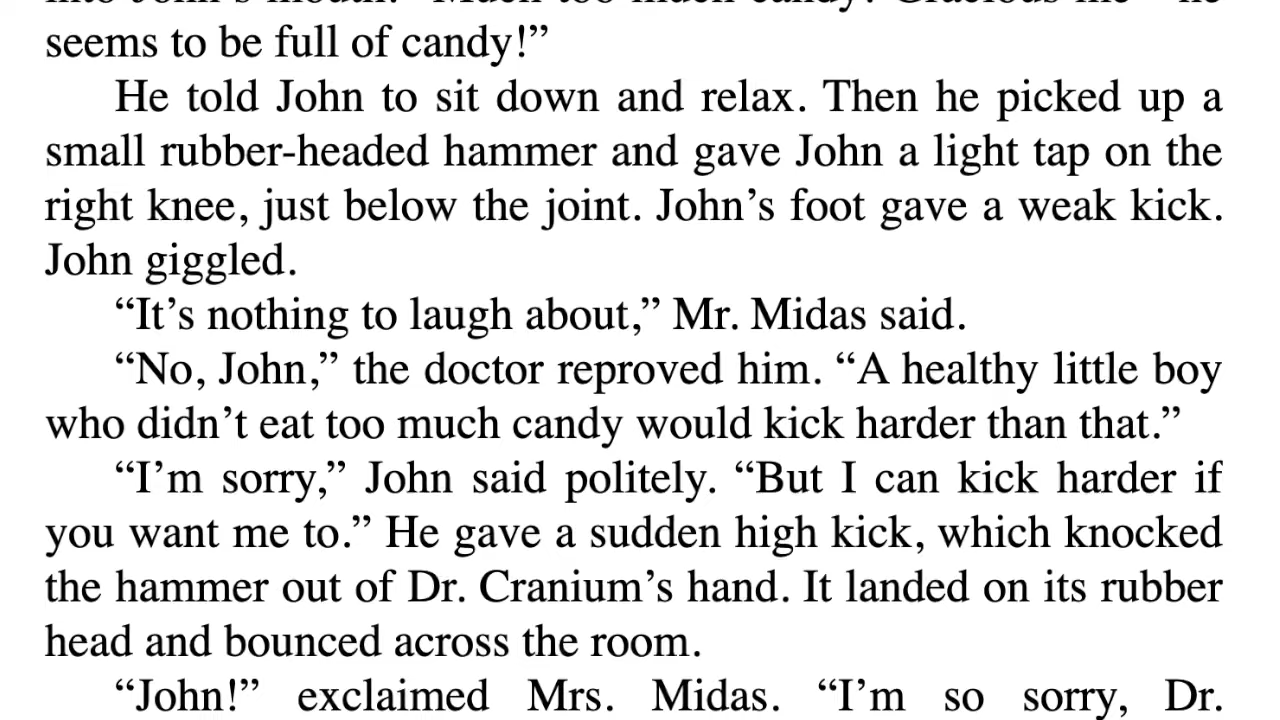 seems to be full of candy!”
He told John to sit down and relax. Then he picked up a
small rubber-headed hammer and gave John a light tap on the
right knee, just below the joint. John’s foot gave a weak kick.
John giggled.
“It’s nothing to laugh about,” Mr. Midas said.
“No, John,” the doctor reproved him. “A healthy little boy
who didn’t eat too much candy would kick harder than that.”
“I’m sorry,” John said politely. “But I can kick harder if
you want me to.” He gave a sudden high kick, which knocked
the hammer out of Dr. Cranium’s hand. It landed on its rubber
head and bounced across the room.
“John!” exclaimed Mrs. Midas. “I’m so sorry, Dr.